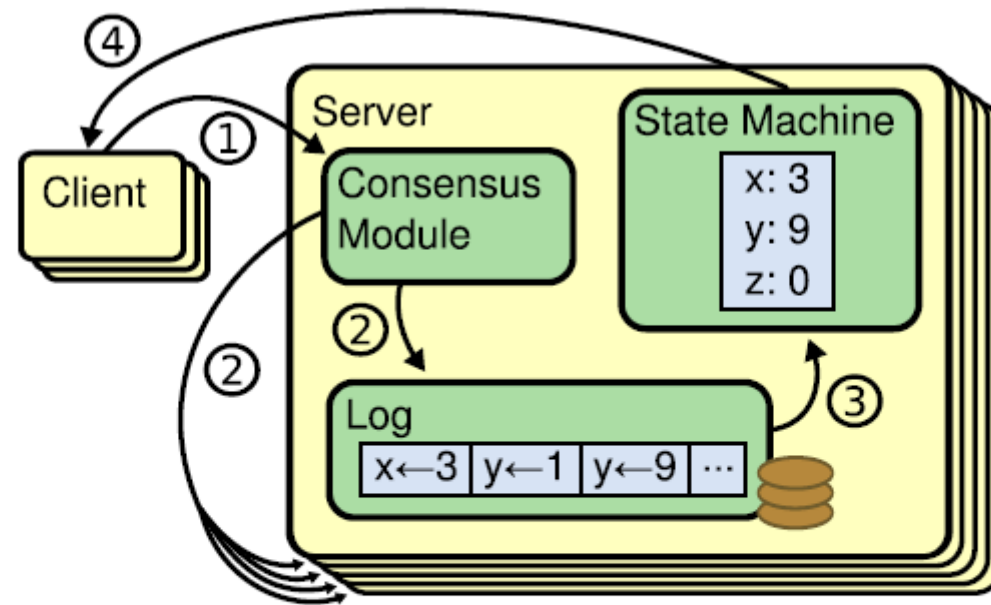 ④
①
Server
State Machine
Client
Consensus
Module
x: 3
y: 9
z: 0
②
②
③
Log
x←3 y←1 y←9 ...